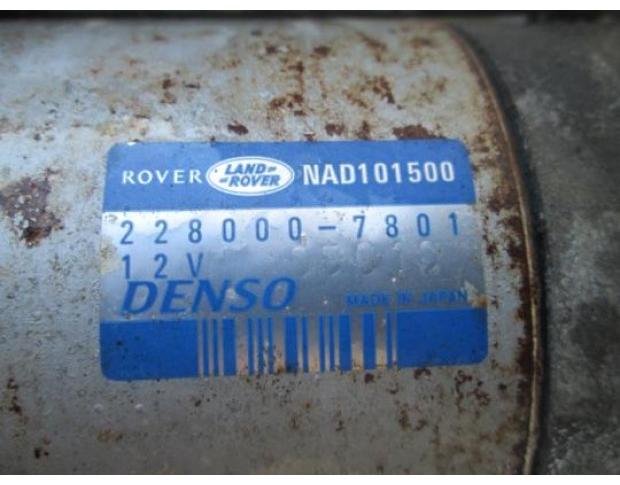 ROVER LAND-ROVER NAD101500
228000-7801
12V
DENSO MADE IN JAPAN